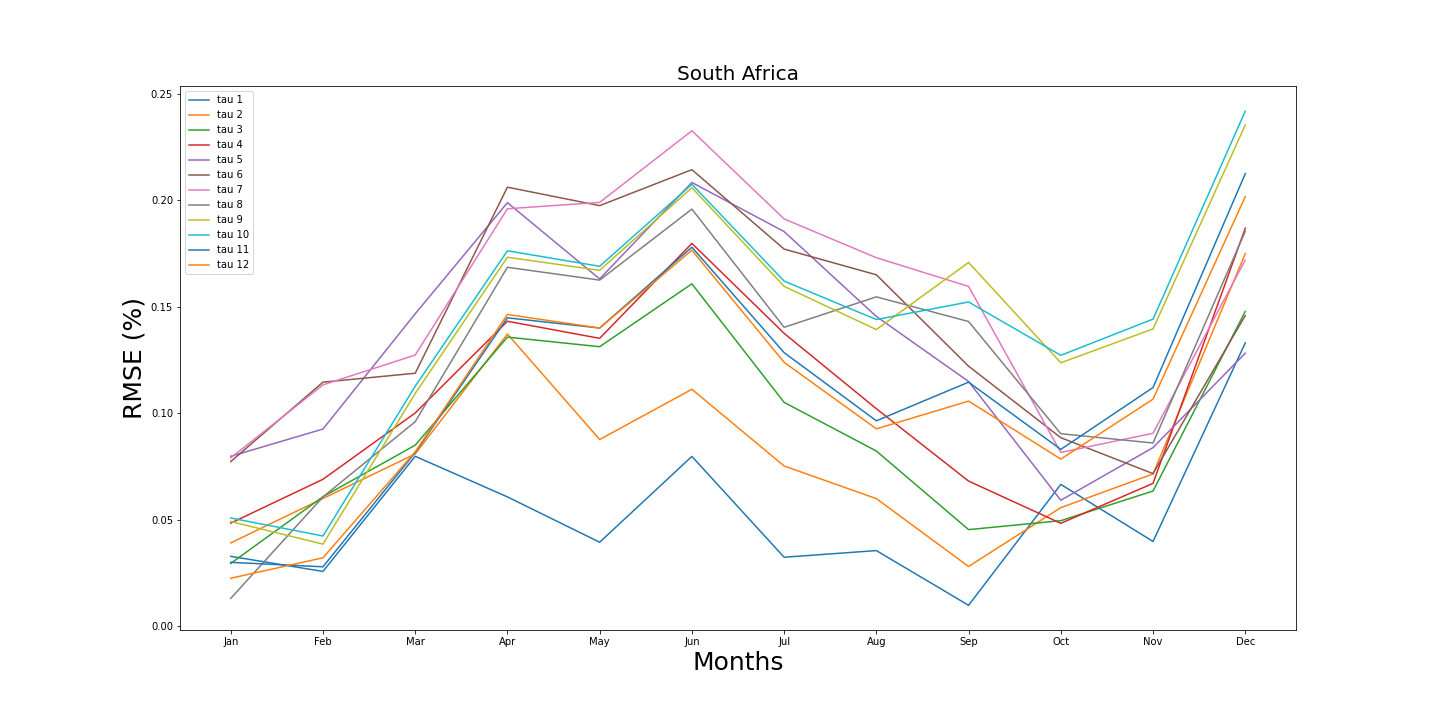 South Africa
RMSE (%)
0.25
0.20
0.15
0.10
0.05
0.00
tau 1
tau 2
tau 3
tau 4
tau 5
tau 6
tau 7
tau 8
tau 9
tau 10
tau 11
tau 12
Jan Feb Mar Apr May Jun Jul Aug Sep Oct Nov Dec
Months